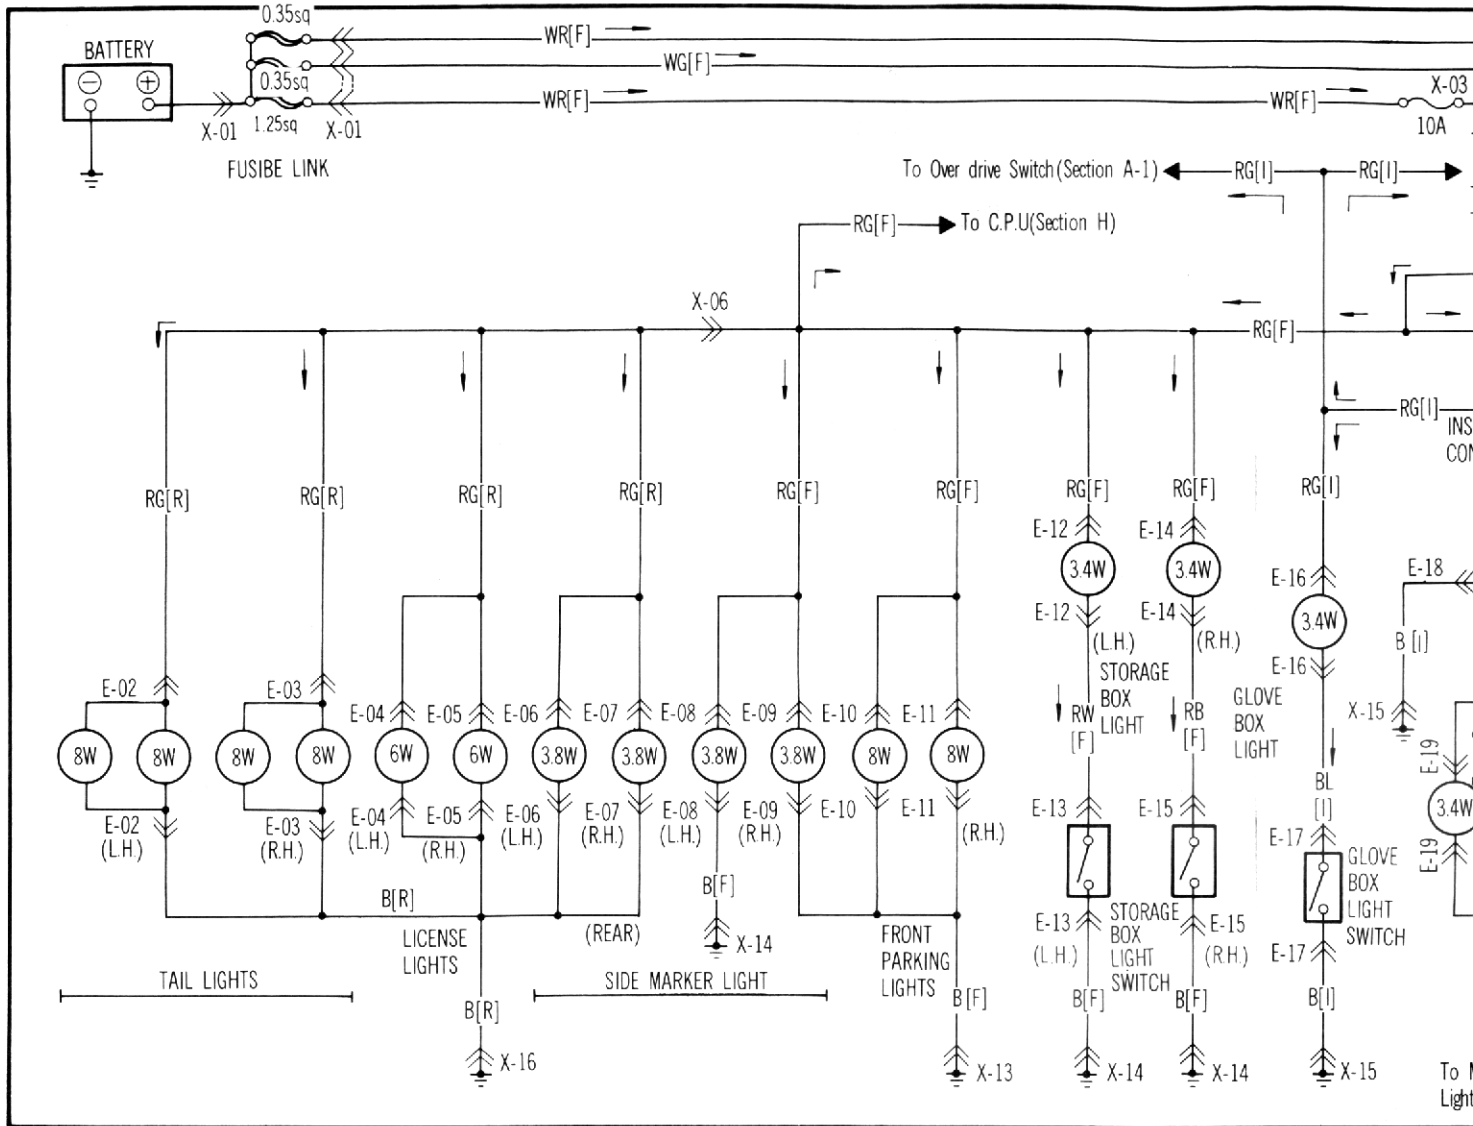 0.35sq
BATTERY
WR[F]
WG[F]
0.35sq
WR[F]
WR[F]
X-03
X-01
1.25sq
X-01
10A
FUSIBE LINK
To Over drive Switch(Section A-1)
RG[I]
RG[I]
RG[F]
To C.P.U(Section H)
X-06
RG[F]
RG[I]
RG[R]
RG[R]
RG[R]
RG[R]
RG[F]
RG[F]
RG[F]
RG[F]
RG[I]
E-12
E-14
3.4W
3.4W
E-16
E-18
E-12
E-14
3.4W
(L.H.)
(R.H.)
B[I]
STORAGE
BOX
LIGHT
E-16
GLOVE
BOX
LIGHT
E-02
E-03
E-04
E-05
E-06
E-07
E-08
E-09
E-10
E-11
RW
[F]
RB
[F]
X-15
8W
8W
8W
8W
6W
6W
3.8W
3.8W
3.8W
3.8W
8W
8W
E-19
BL
[I]
3.4W
E-02
(L.H.)
E-03
(R.H.)
E-04
(L.H.)
E-05
(R.H.)
E-06
(L.H.)
E-07
(R.H.)
E-08
(L.H.)
E-09
(R.H.)
E-10
E-11
(R.H.)
E-13
E-15
E-17
E-19
GLOVE
BOX
LIGHT
SWITCH
B[R]
B[F]
E-13
(L.H.)
STORAGE
BOX
LIGHT
SWITCH
E-15
(R.H.)
LICENSE
LIGHTS
(REAR)
X-14
FRONT
PARKING
LIGHTS
E-17
TAIL LIGHTS
SIDE MARKER LIGHT
B[R]
B[F]
B[F]
B[F]
B[I]
X-16
X-13
X-14
X-14
X-15
To
Light